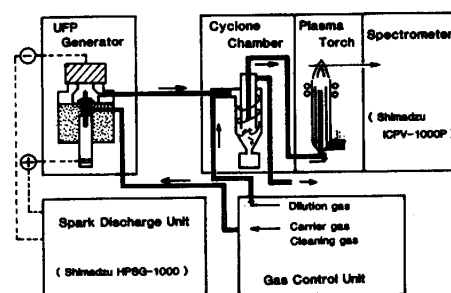 UFP
Generator
Cyclone
Chamber
Plasma
Torch
Spectrometer
( Shimadzu
ICPV-1000P )
Spark Discharge Unit
( Shimadzu HPSG-1000 )
Dilution gas
Carrier gas
Cleaning gas
Gas Control Unit